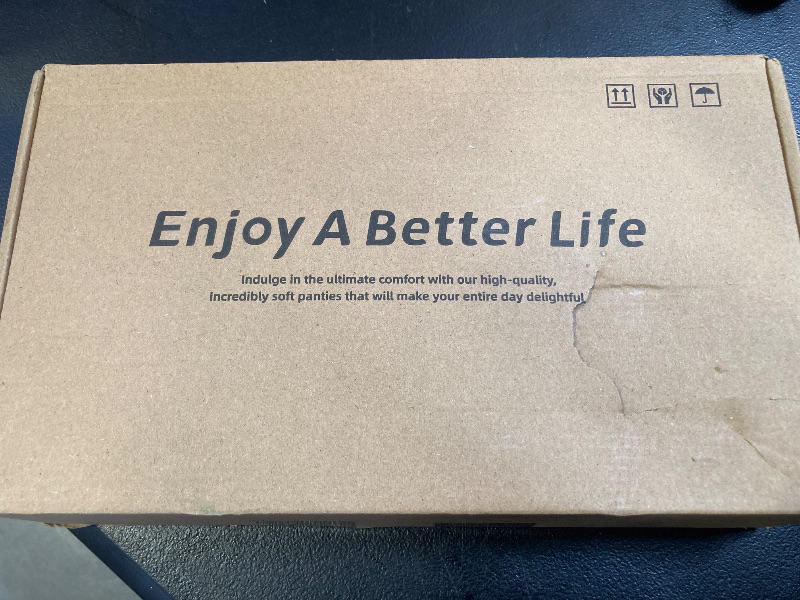 Enjoy A Better Life
Indulge in the ultimate comfort with our high-quality,
incredibly soft panties that will make your entire day delightful